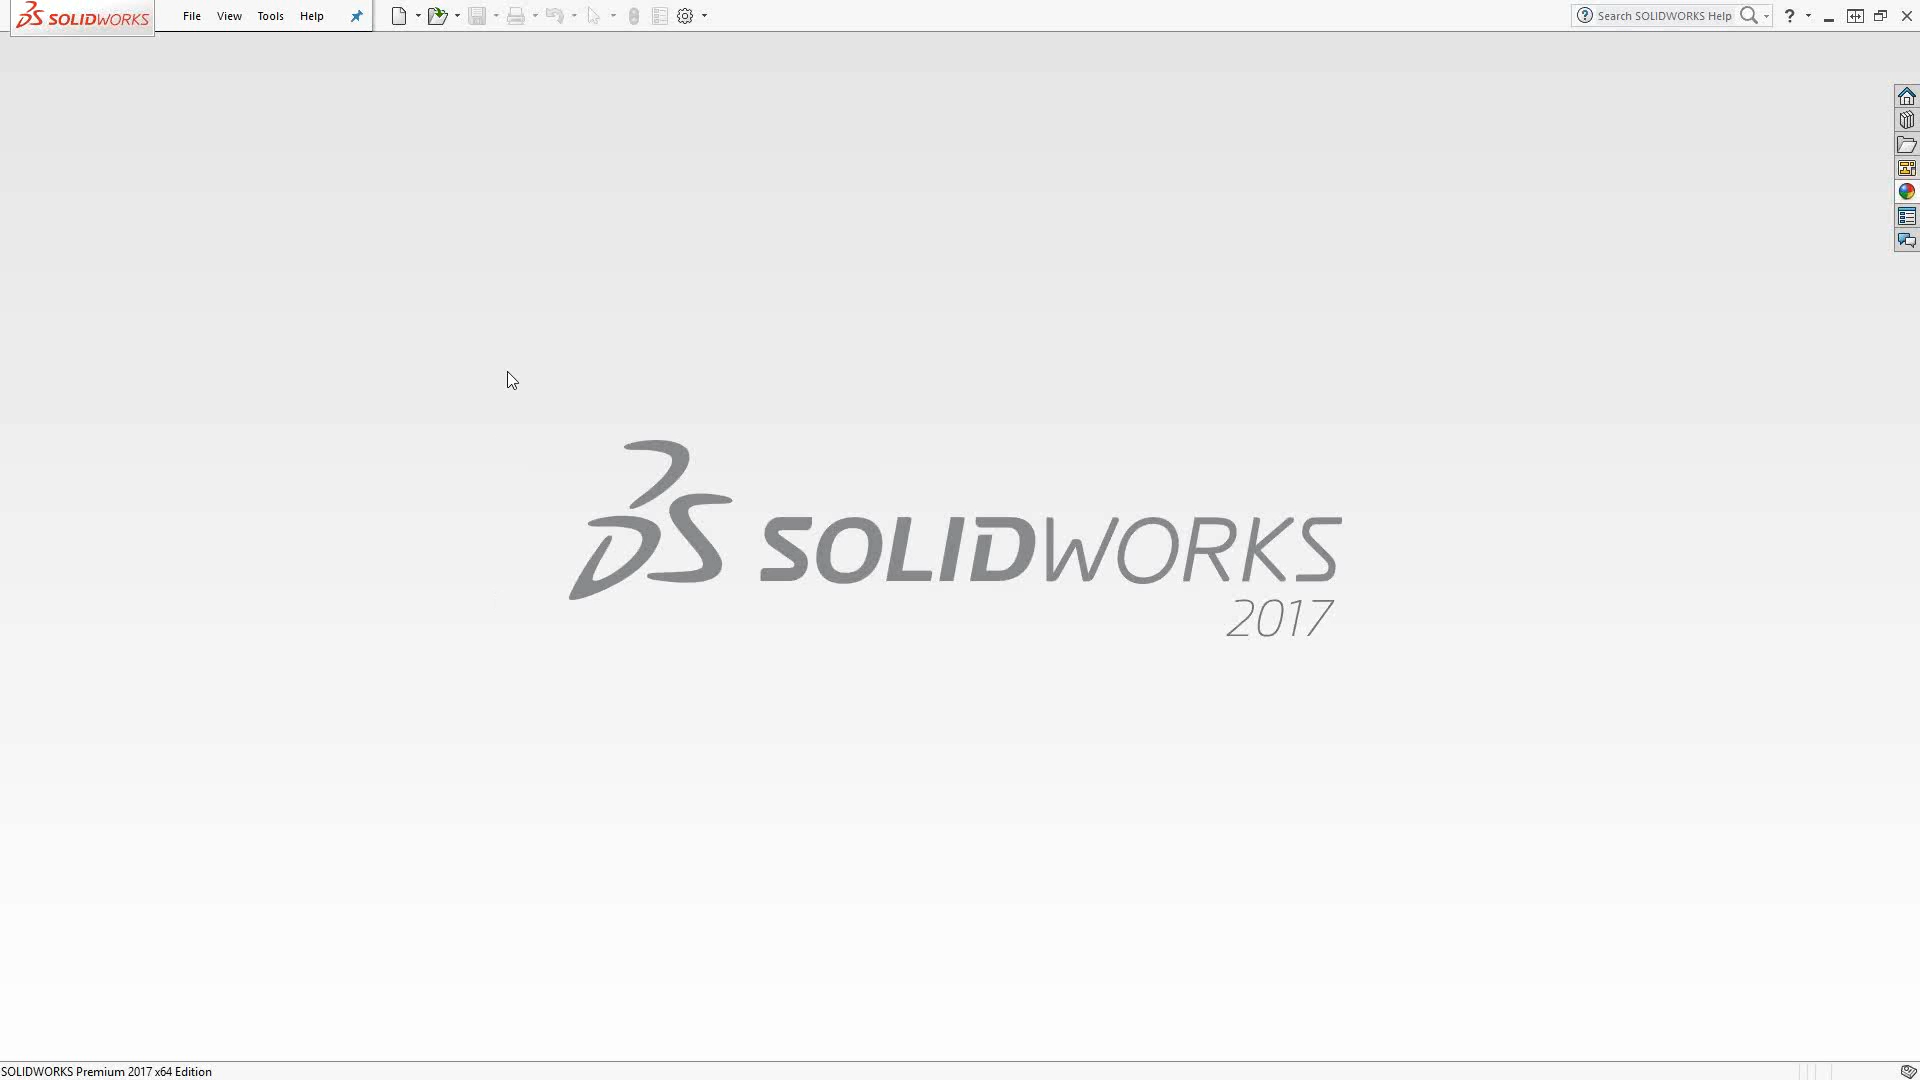 SOLIDWORKS File View Tools Help Search SOLIDWORKS Help ?
SOLIDWORKS
2017
SOLIDWORKS Premium 2017 x64 Edition